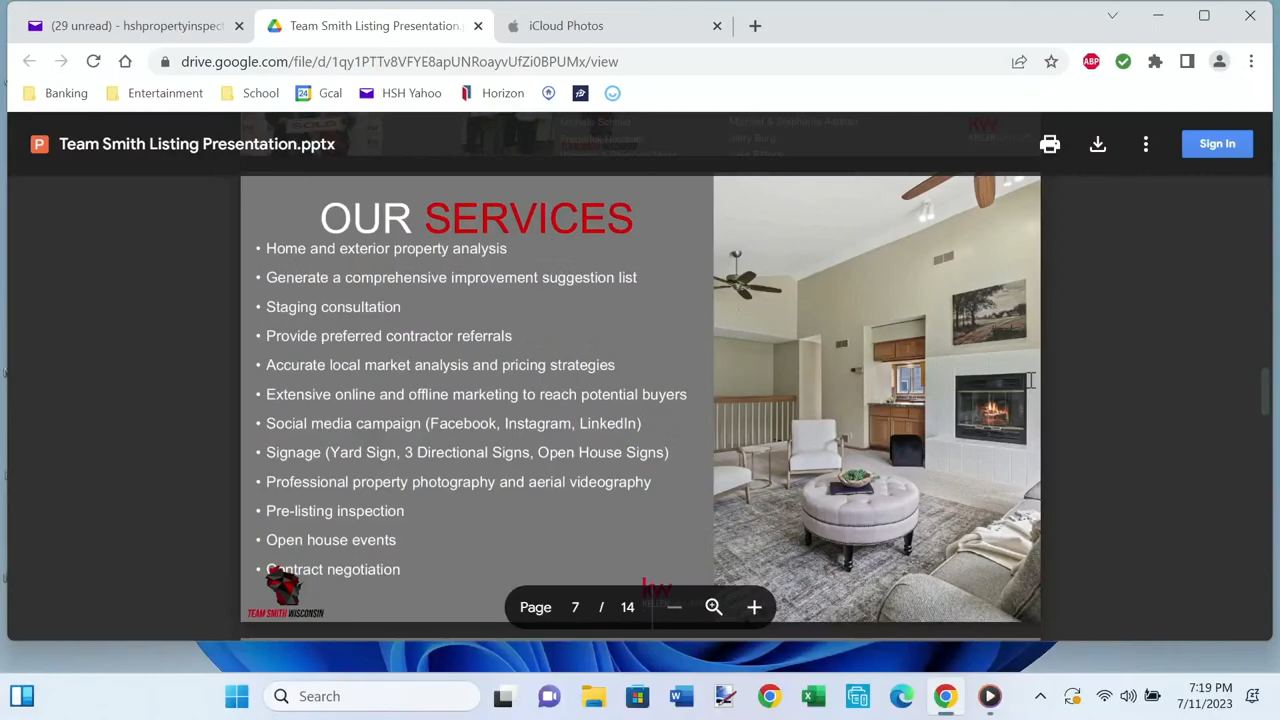 (29 unread) - hshpropertyinspect
Team Smith Listing Presentation.
iCloud Photos
drive.google.com/file/d/1qy1PTTv8VFYE8apUNRoayvUfZi0BPUMx/view
ABP
Banking
Entertainment
School
24
Gcal
HSH Yahoo
Horizon
P
Team Smith Listing Presentation.pptx
Sign In
OUR SERVICES
• Home and exterior property analysis
• Generate a comprehensive improvement suggestion list
• Staging consultation
• Provide preferred contractor referrals
• Accurate local market analysis and pricing strategies
• Extensive online and offline marketing to reach potential buyers
• Social media campaign (Facebook, Instagram, LinkedIn)
• Signage (Yard Sign, 3 Directional Signs, Open House Signs)
• Professional property photography and aerial videography
• Pre-listing inspection
• Open house events
• Contract negotiation
TEAM SMITH WISCONSIN
kw
Page 7 / 14
Search
7:19 PM
7/11/2023